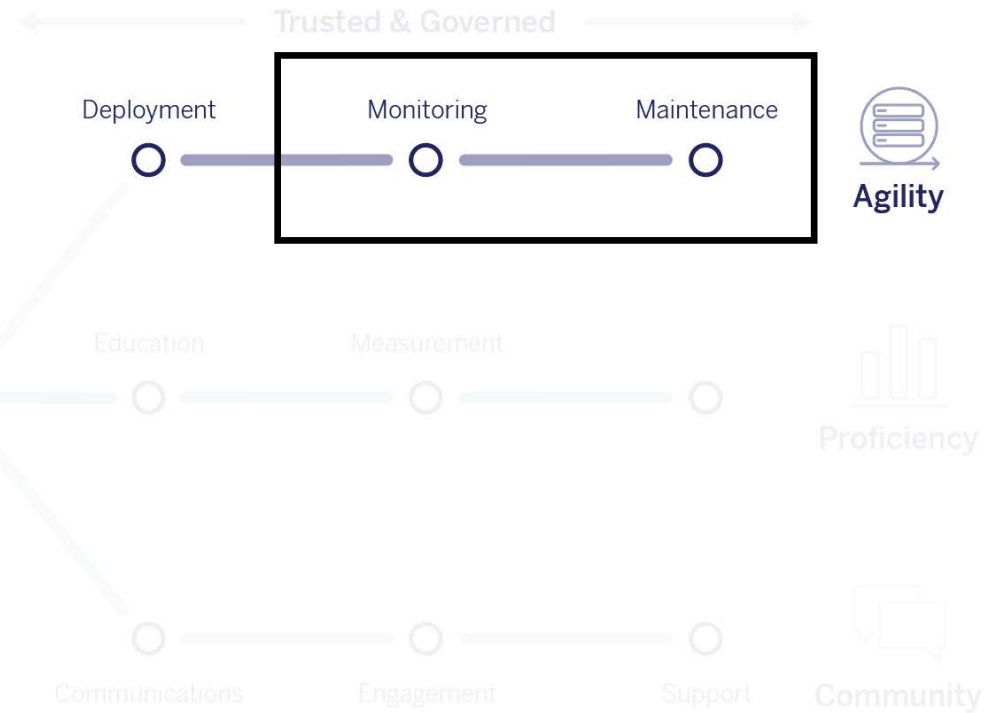 Trusted & Governed
Deployment
Monitoring
Maintenance
Agility
Education
Measurement
Proficiency
Communications
Engagement
Support
Community